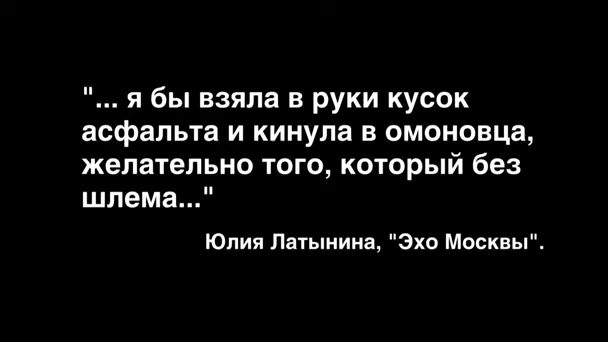 "... я бы взяла в руки кусок
асфальта и кинула в омоновца,
желательно того, который без
шлема..."
Юлия Латынина, "Эхо Москвы".